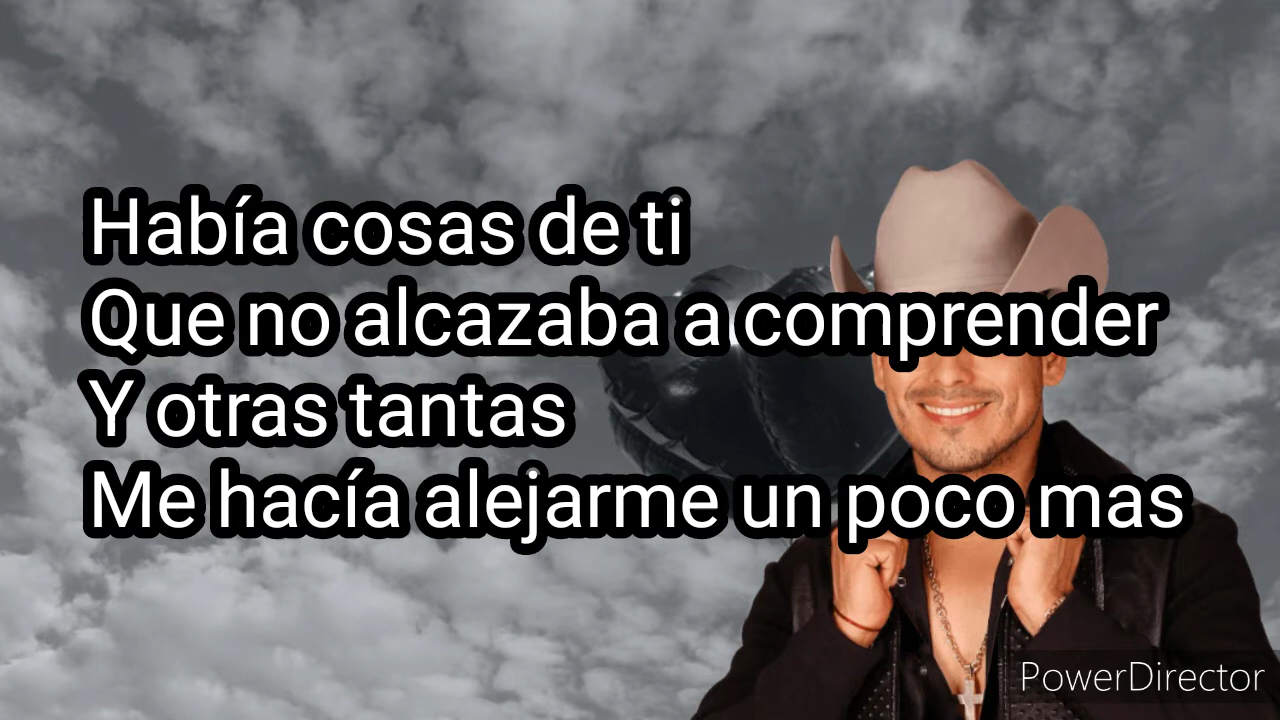 Había cosas de ti
Que no alcazaba a comprender
Y otras tantas
Me hacía alejarme un poco mas
PowerDirector